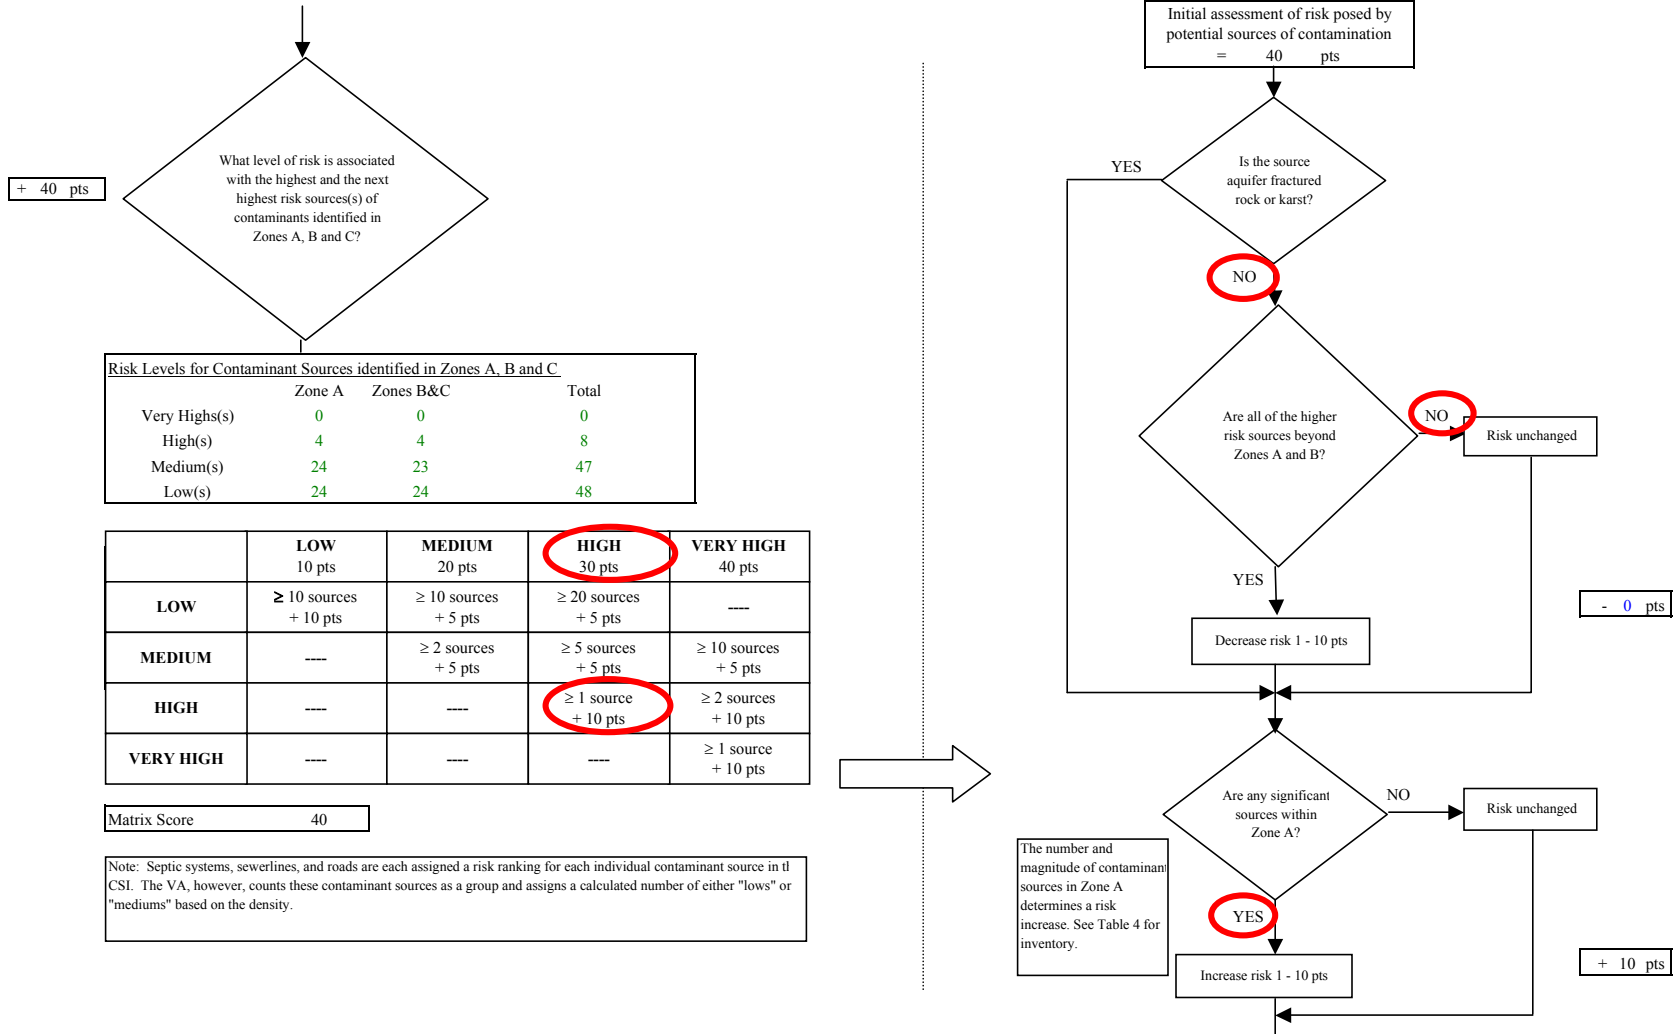 + 40 pts
What level of risk is associated
with the highest and the next
highest risk sources(s) of
contaminants identified in
Zones A, B and C?
Risk Levels for Contaminant Sources identified in Zones A, B and C
Zone A Zones B&C Total
Very Highs(s) 0 0 0
High(s) 4 4 8
Medium(s) 24 23 47
Low(s) 24 24 48
LOW MEDIUM HIGH VERY HIGH
10 pts 20 pts 30 pts 40 pts
LOW ≥ 10 sources ≥ 10 sources ≥ 20 sources ----
+ 10 pts + 5 pts + 5 pts
MEDIUM ---- ≥ 2 sources ≥ 5 sources ≥ 10 sources
+ 5 pts + 5 pts + 5 pts
HIGH ---- ---- ≥ 1 source ≥ 2 sources
+ 10 pts + 10 pts
VERY HIGH ---- ---- ---- ≥ 1 source
+ 10 pts
Matrix Score 40
Note: Septic systems, sewerlines, and roads are each assigned a risk ranking for each individual contaminant source in tl
CSI. The VA, however, counts these contaminant sources as a group and assigns a calculated number of either "lows" or
"mediums" based on the density.
Initial assessment of risk posed by
potential sources of contamination
= 40 pts
Is the source
aquifer fractured
rock or karst?
YES
NO
Are all of the higher
risk sources beyond
Zones A and B?
NO
Risk unchanged
YES
Decrease risk 1 - 10 pts
- 0 pts
Are any significant
sources within
Zone A?
NO
Risk unchanged
The number and
magnitude of contaminant
sources in Zone A
determines a risk
increase. See Table 4 for
inventory.
YES
Increase risk 1 - 10 pts
+ 10 pts